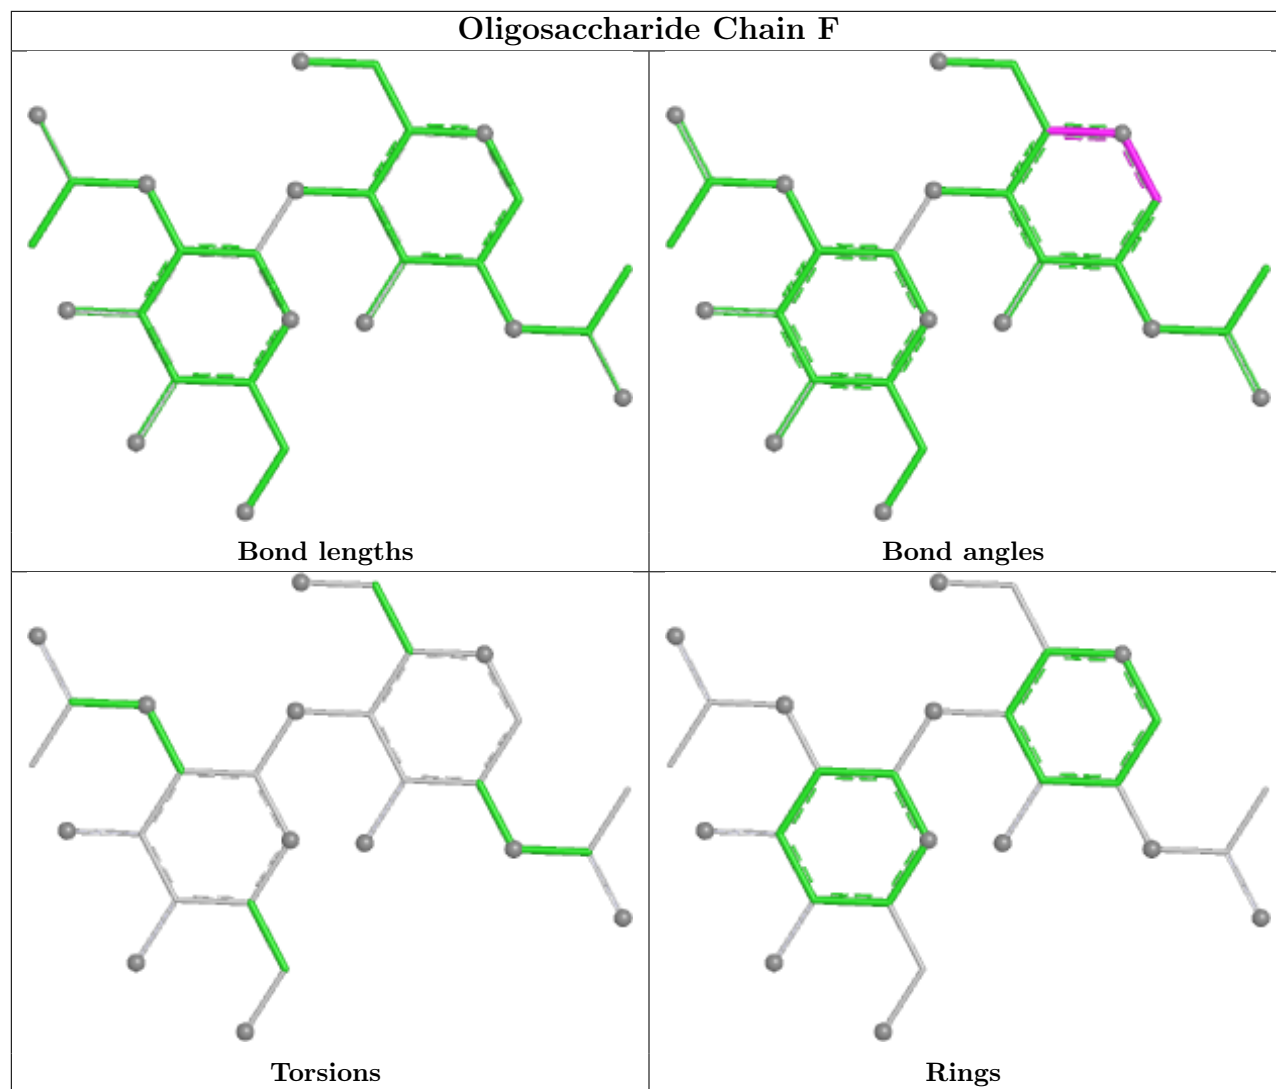 Oligosaccharide Chain F
Bond lengths
Bond angles
Torsions
Rings